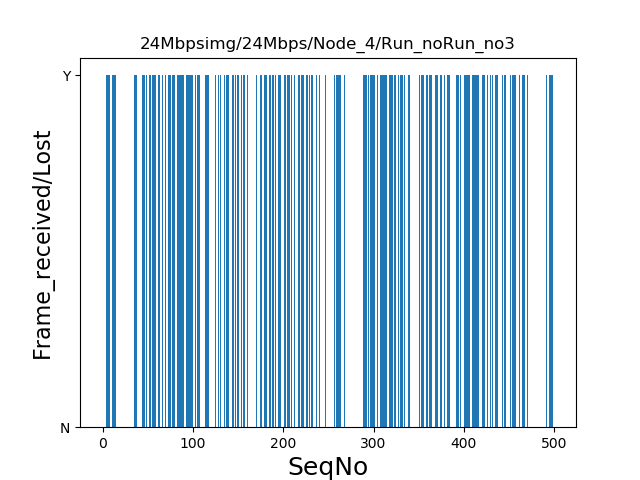 24Mbpsimg/24Mbps/Node_4/Run_noRun_no3
Y
Frame_received/Lost
N
0 100 200 300 400 500
SeqNo